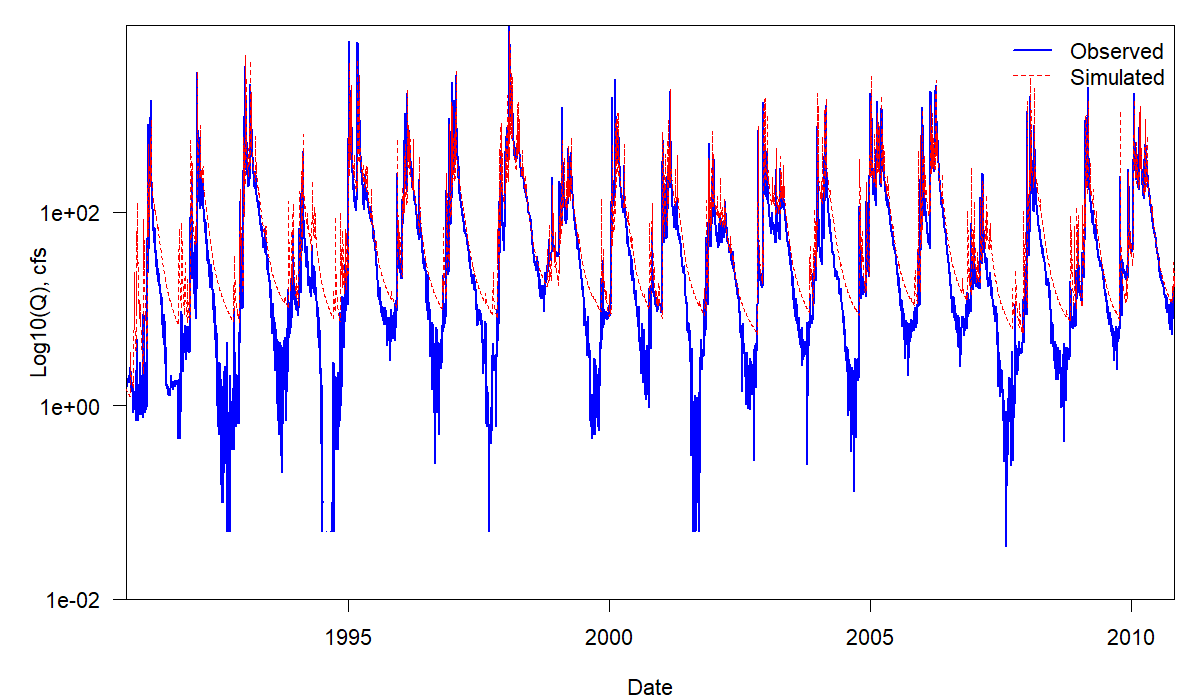 Observed
Simulated
Log10(Q), cfs
1e+02
1e+00
1e-02
1995
2000
2005
2010
Date